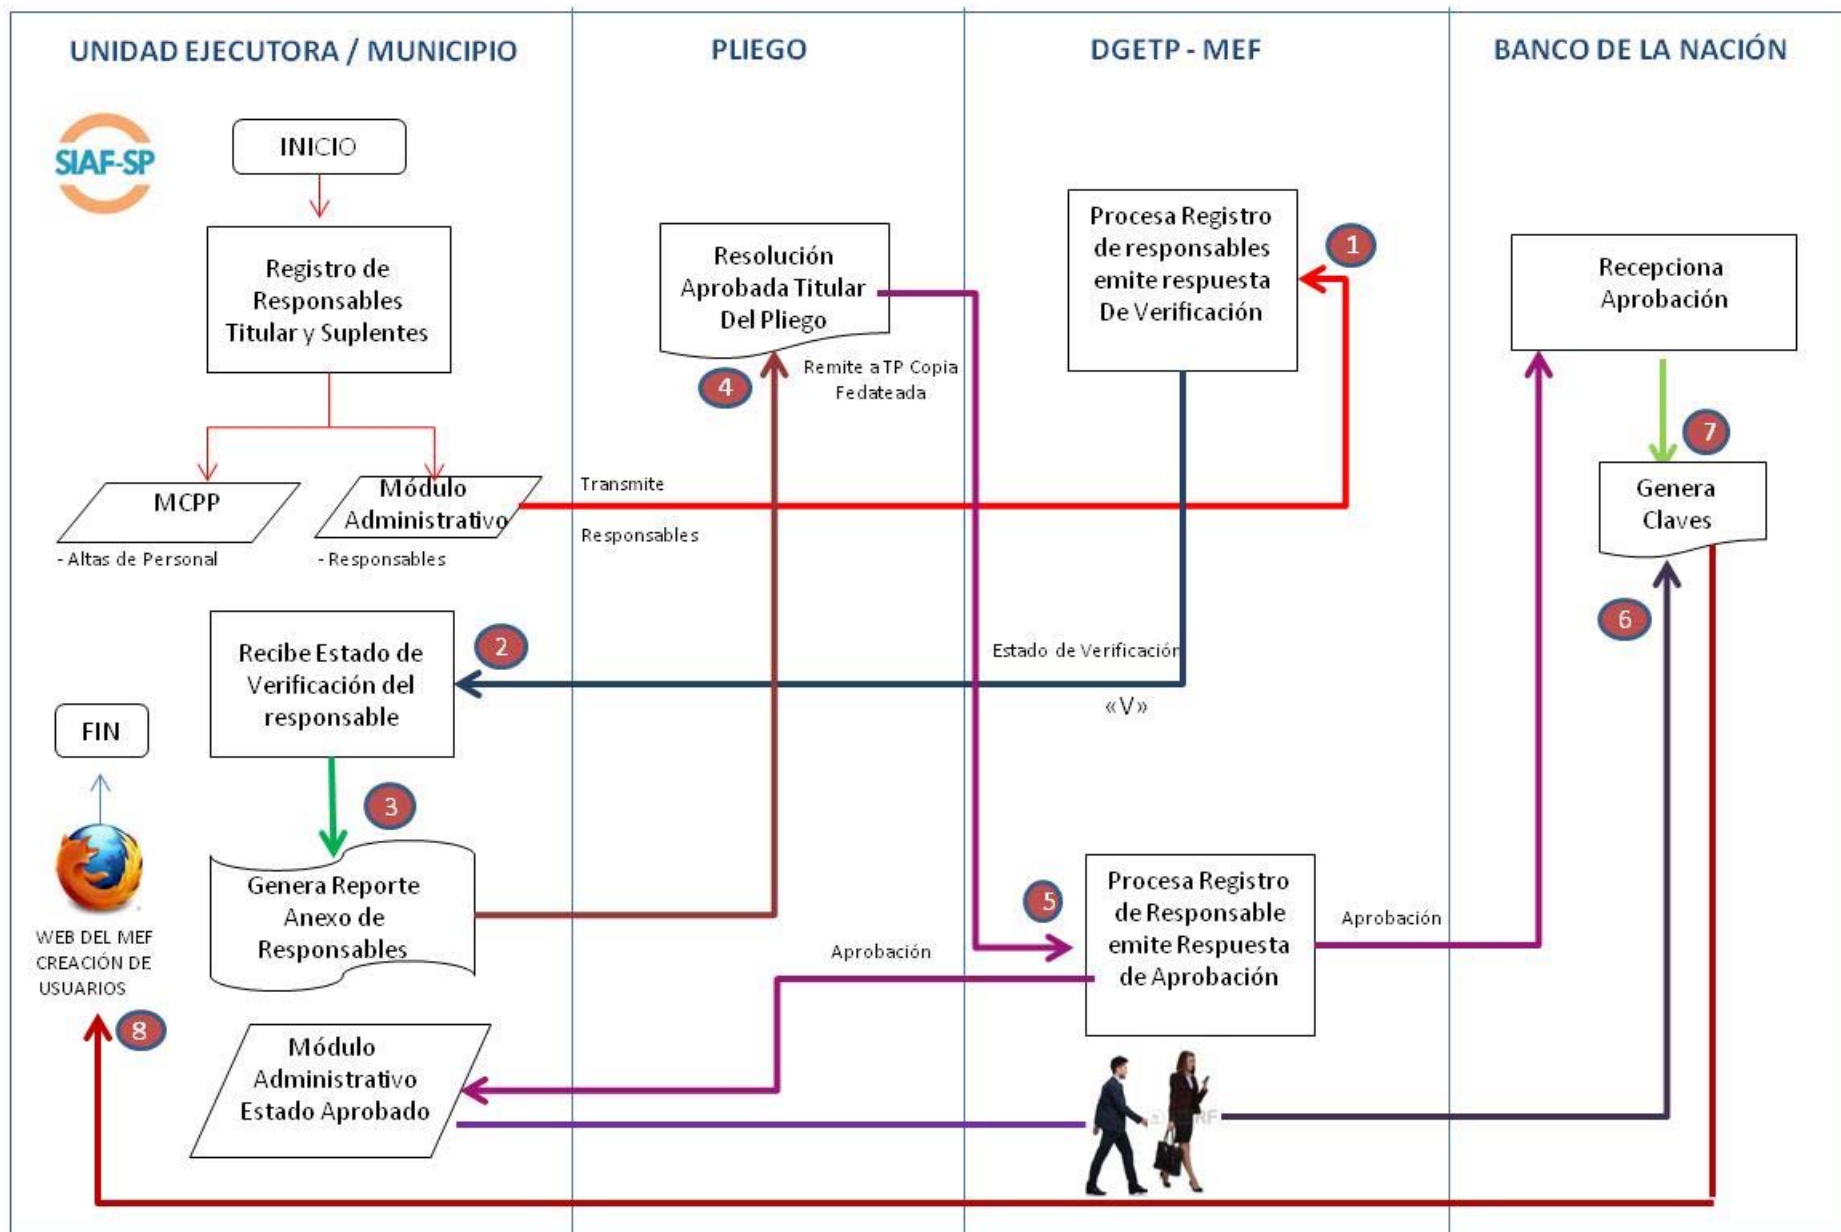 UNIDAD EJECUTORA / MUNICIPIO
PLIEGO
DGETP - MEF
BANCO DE LA NACIÓN
SIAF-SP
INICIO
Registro de
Responsables
Titular y Suplentes
MCPP
- Altas de Personal
Módulo
Administrativo
- Responsables
Transmite
Responsables
Resolución
Aprobada Titular
Del Pliego
4
Remite a TP Copia
Fedateada
Procesa Registro
de responsables
emite respuesta
De Verificación
1
Recepciona
Aprobación
7
Genera
Claves
6
Recibe Estado de
Verificación del
responsable
2
Estado de Verificación
«V»
FIN
3
Genera Reporte
Anexo de
Responsables
WEB DEL MEF
CREACIÓN DE
USUARIOS
8
5
Procesa Registro
de Responsable
emite Respuesta
de Aprobación
Aprobación
Aprobación
Módulo
Administrativo
Estado Aprobado